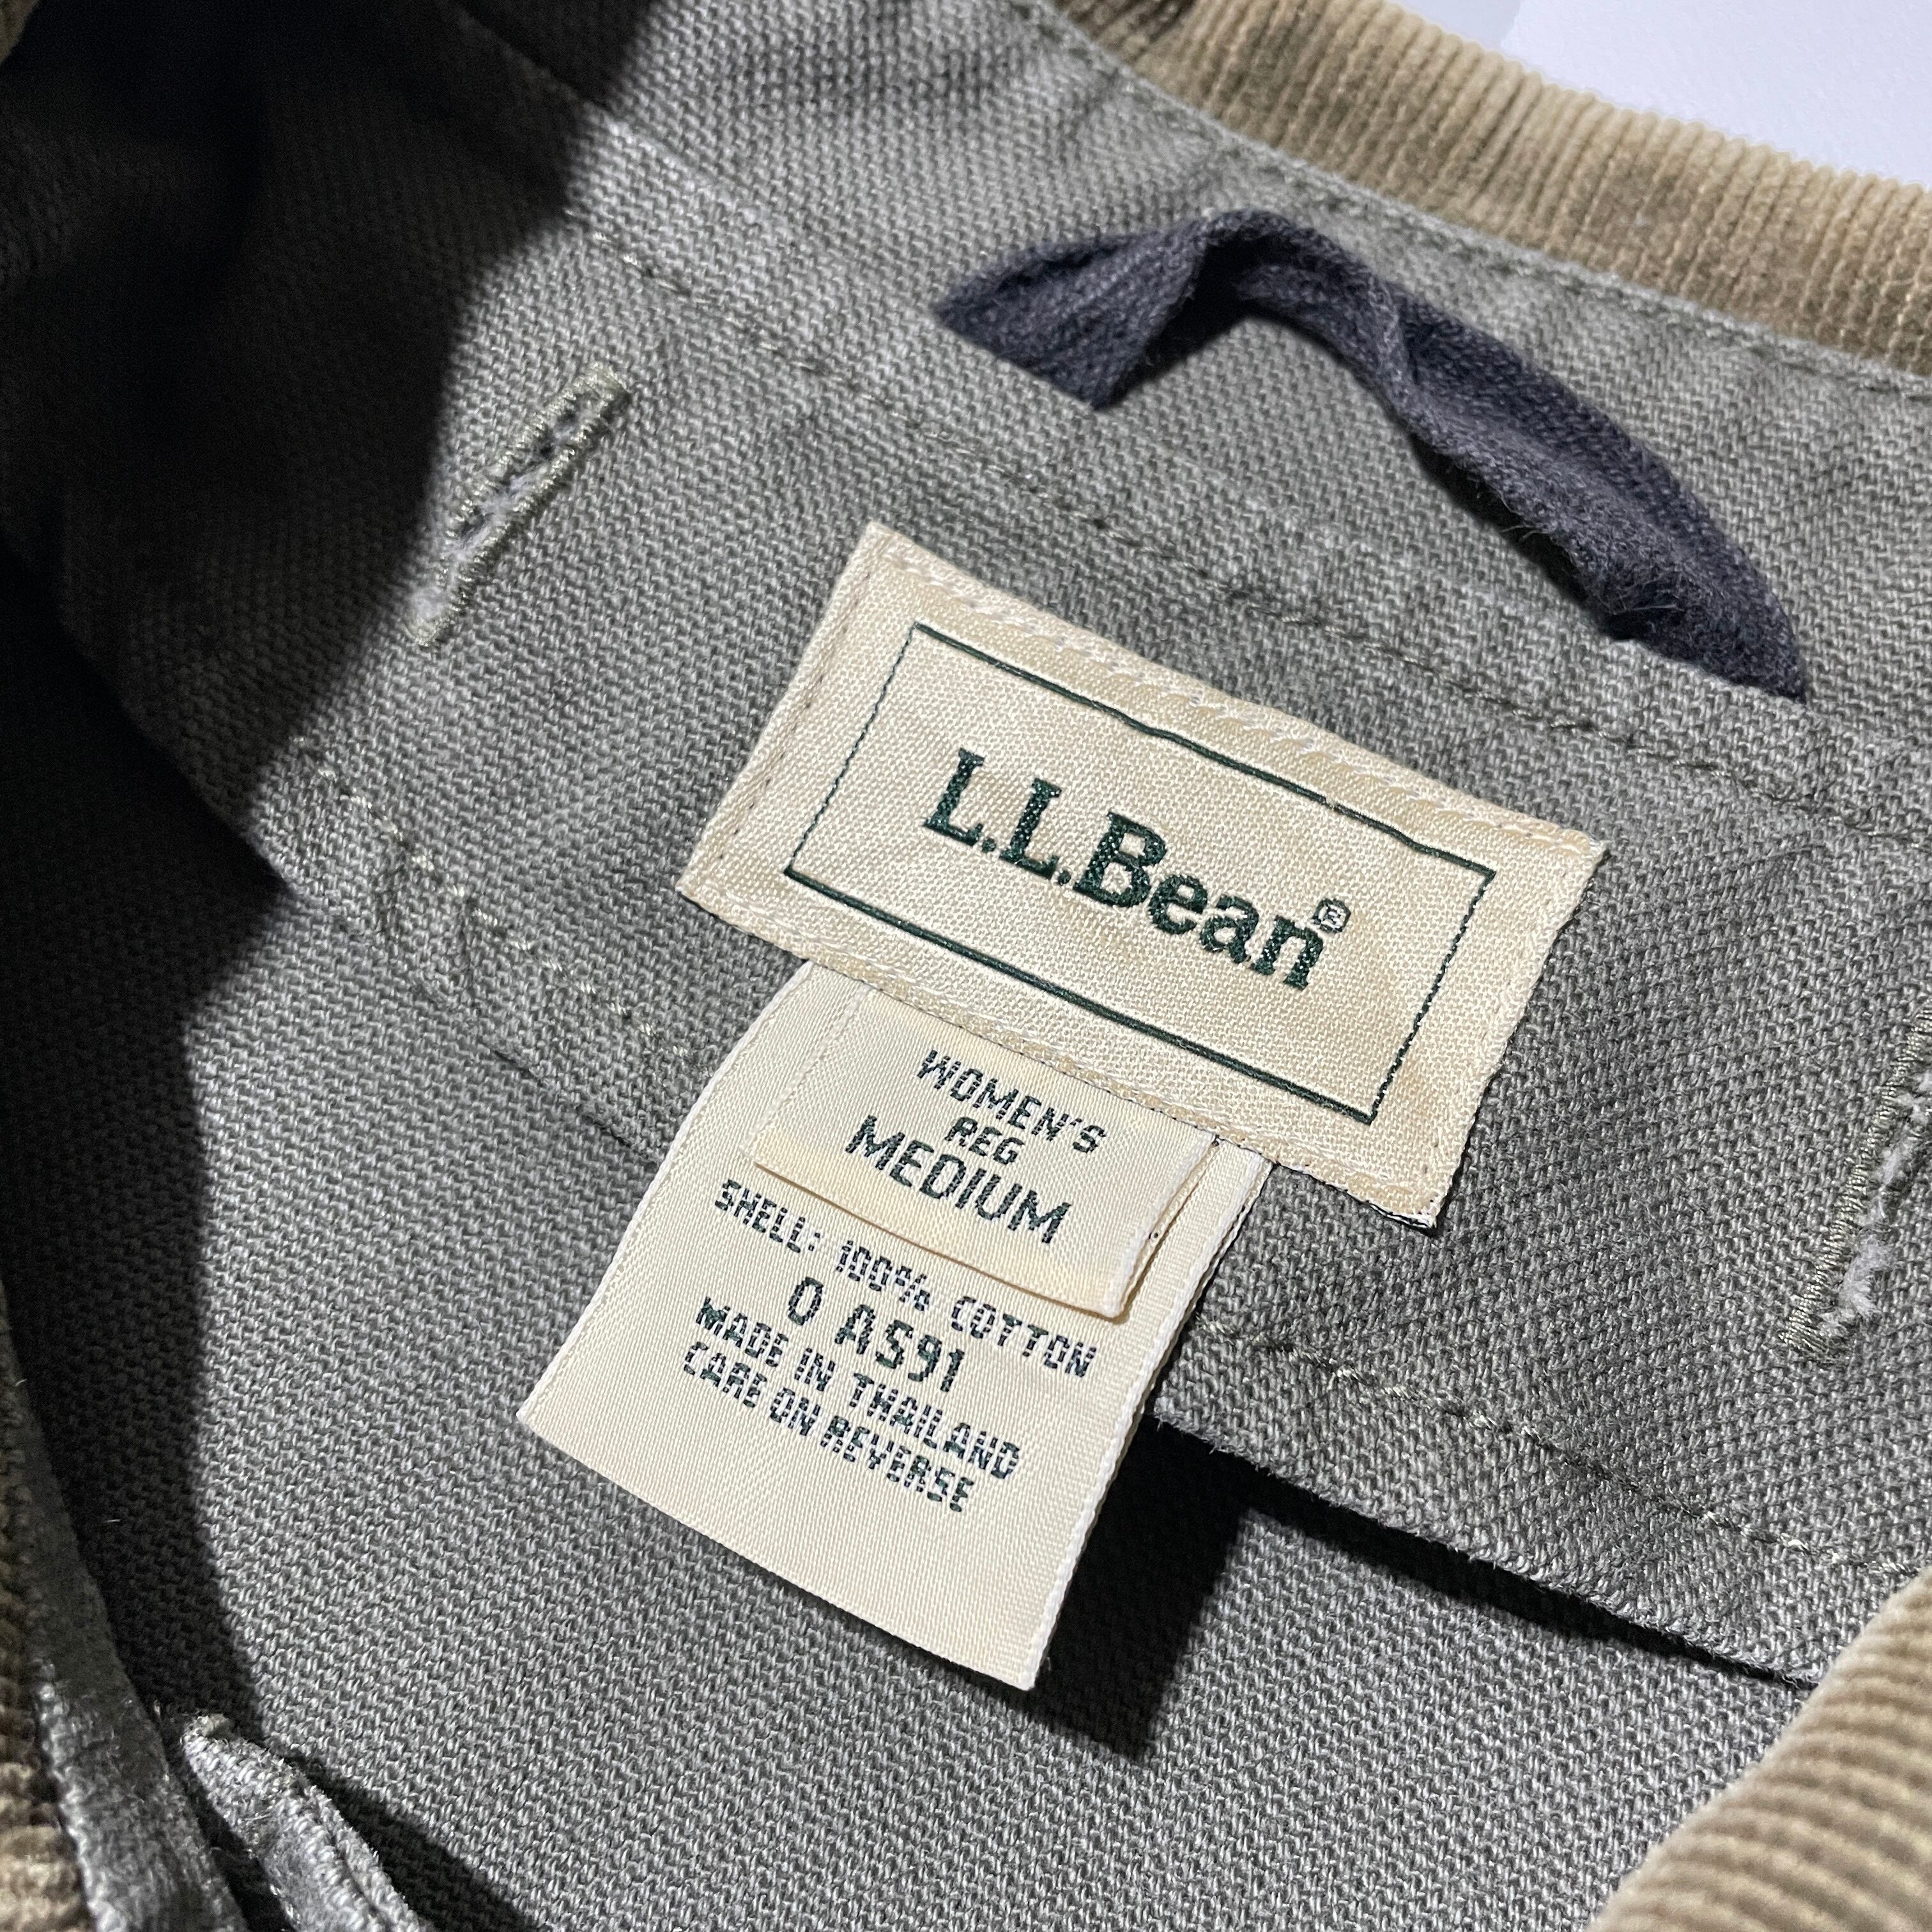 L.L.Bean®
WOMEN'S
REG
MEDIUM
SHELL: 100% COTTON
0 AS91
MADE IN THAILAND
CARE ON REVERSE